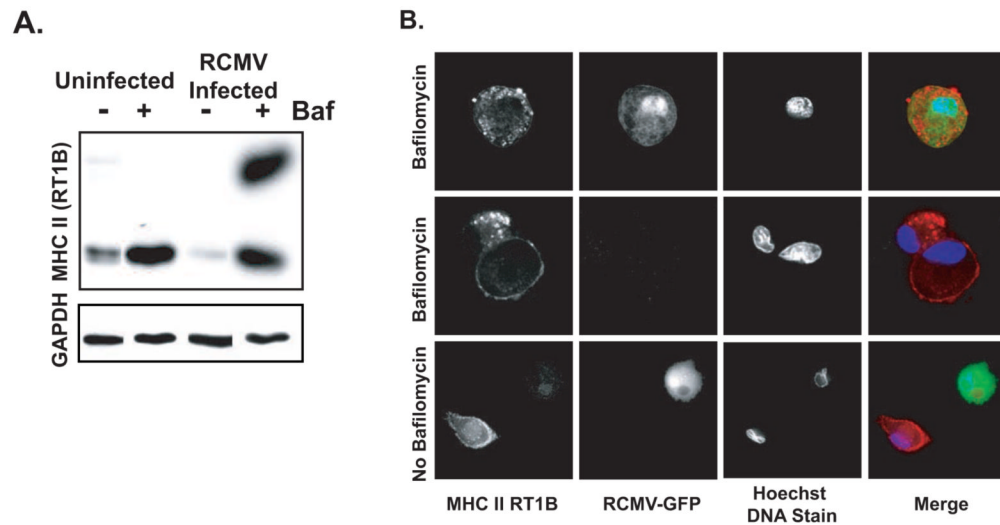 A.
Uninfected
RCMV
Infected
- + - + Baf
MHC II (RT1B)
GAPDH
B.
Bafilomycin
Bafilomycin
No Bafilomycin
MHC II RT1B
RCMV-GFP
Hoechst
DNA Stain
Merge